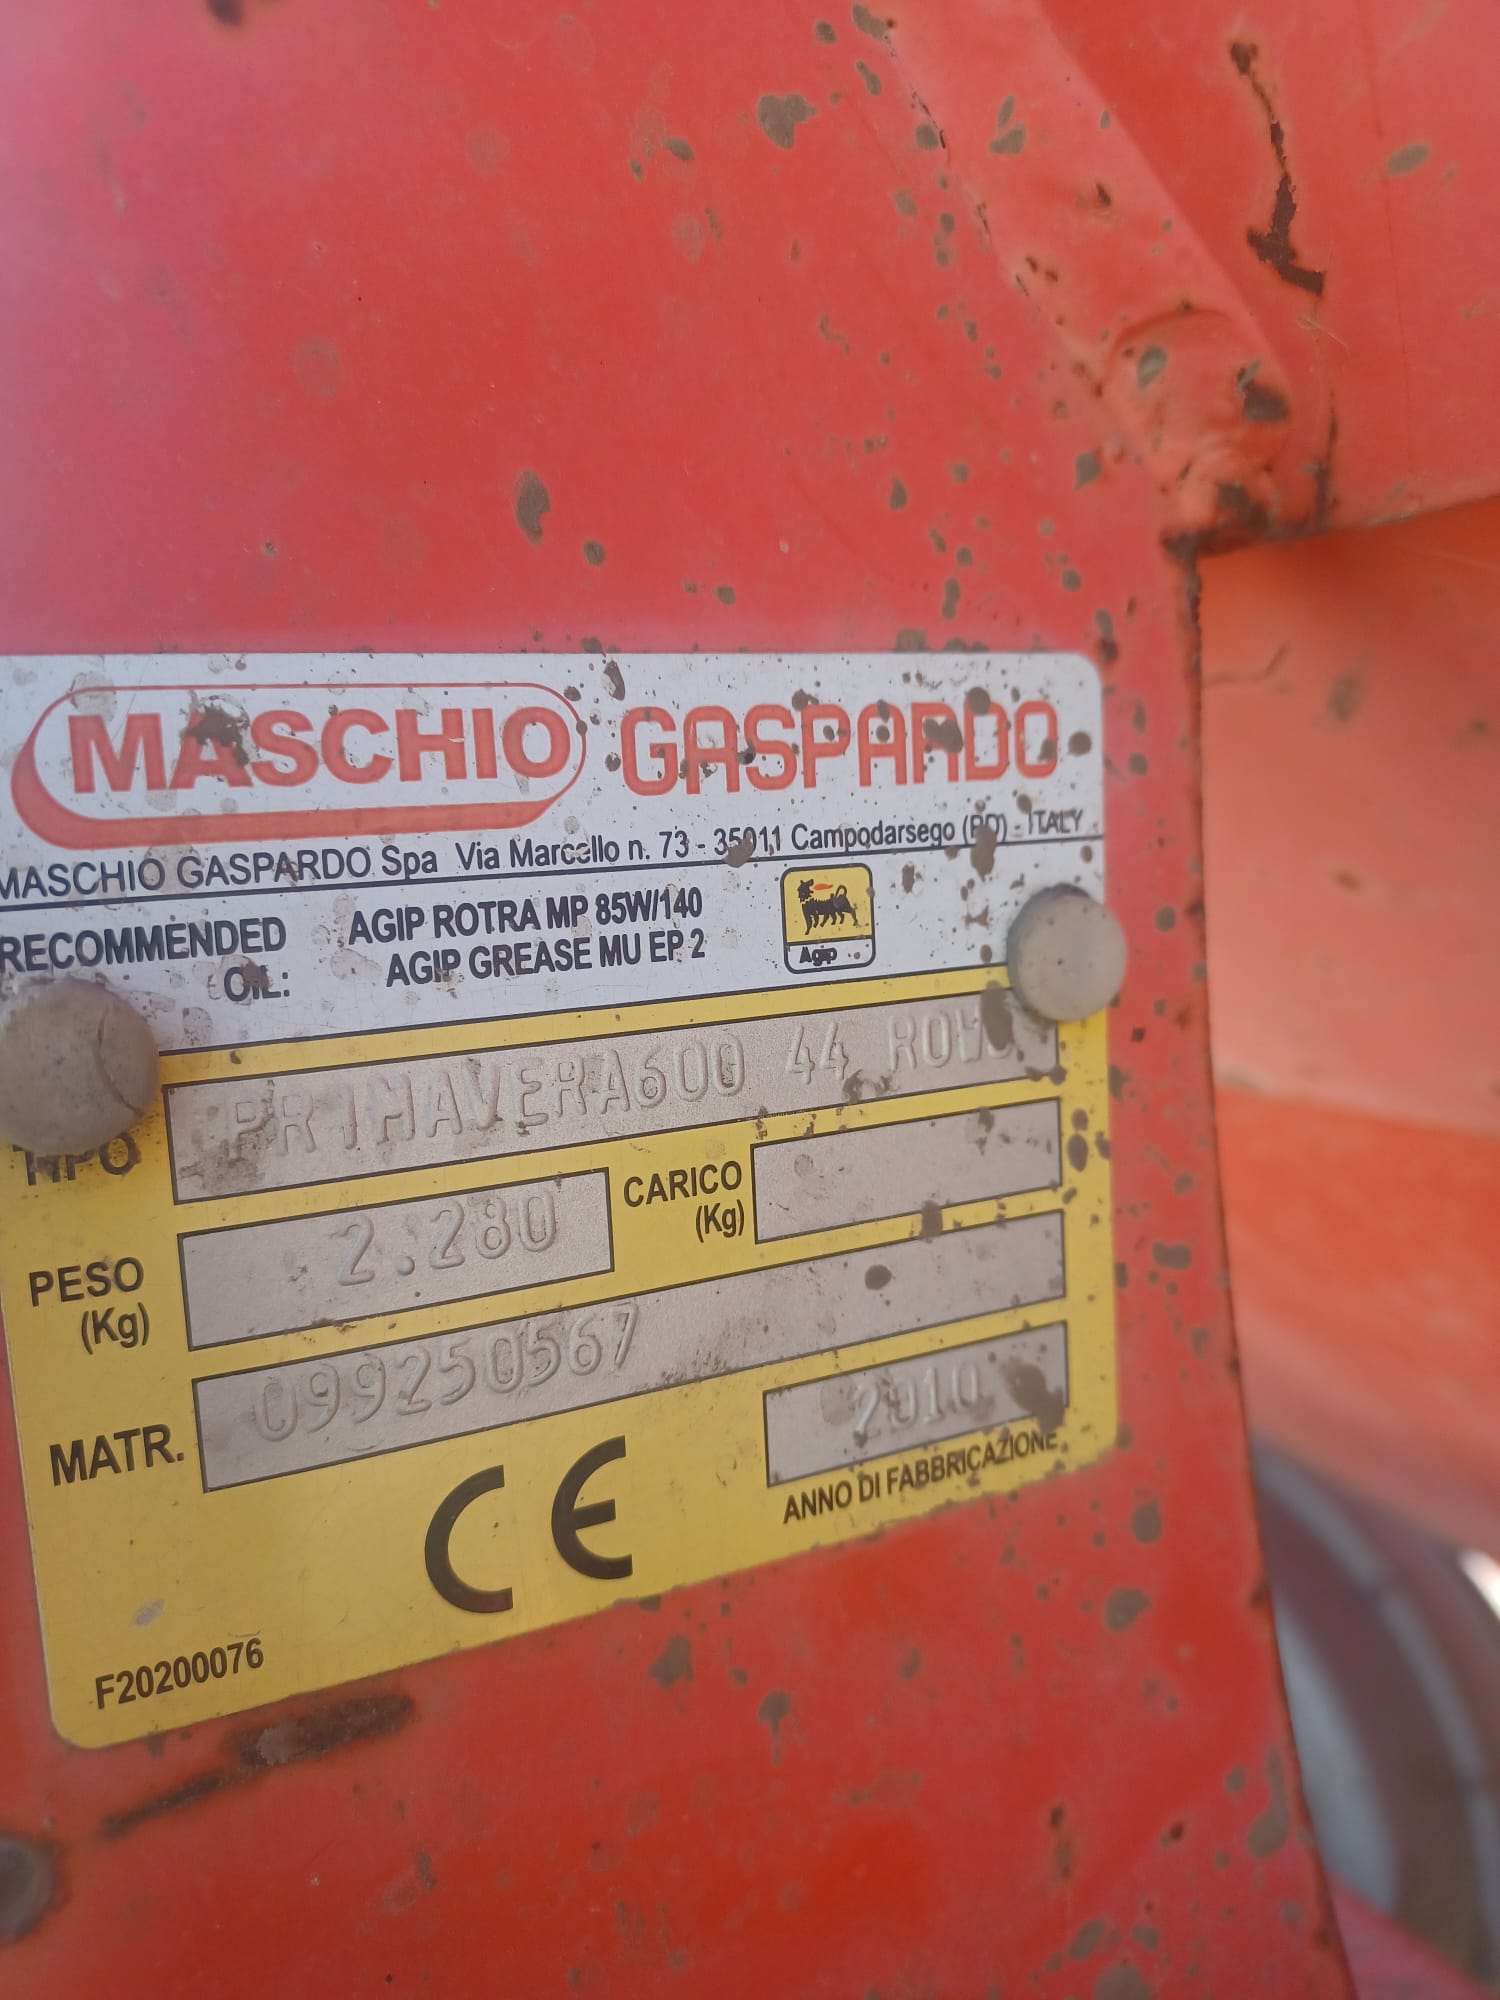 MASCHIO GASPARDO
MASCHIO GASPARDO Spa Via Marcello n. 73 - 35011 Campodarsego (PD) - ITALY
RECOMMENDED OIL: AGIP ROTRA MP 85W/140
AGIP GREASE MU EP 2
Agip
TIPO PRIMAVERA600 44 ROWS
PESO (Kg) 2.280 CARICO (Kg)
MATR. 099250567
2010
ANNO DI FABBRICAZIONE
CE
F20200076